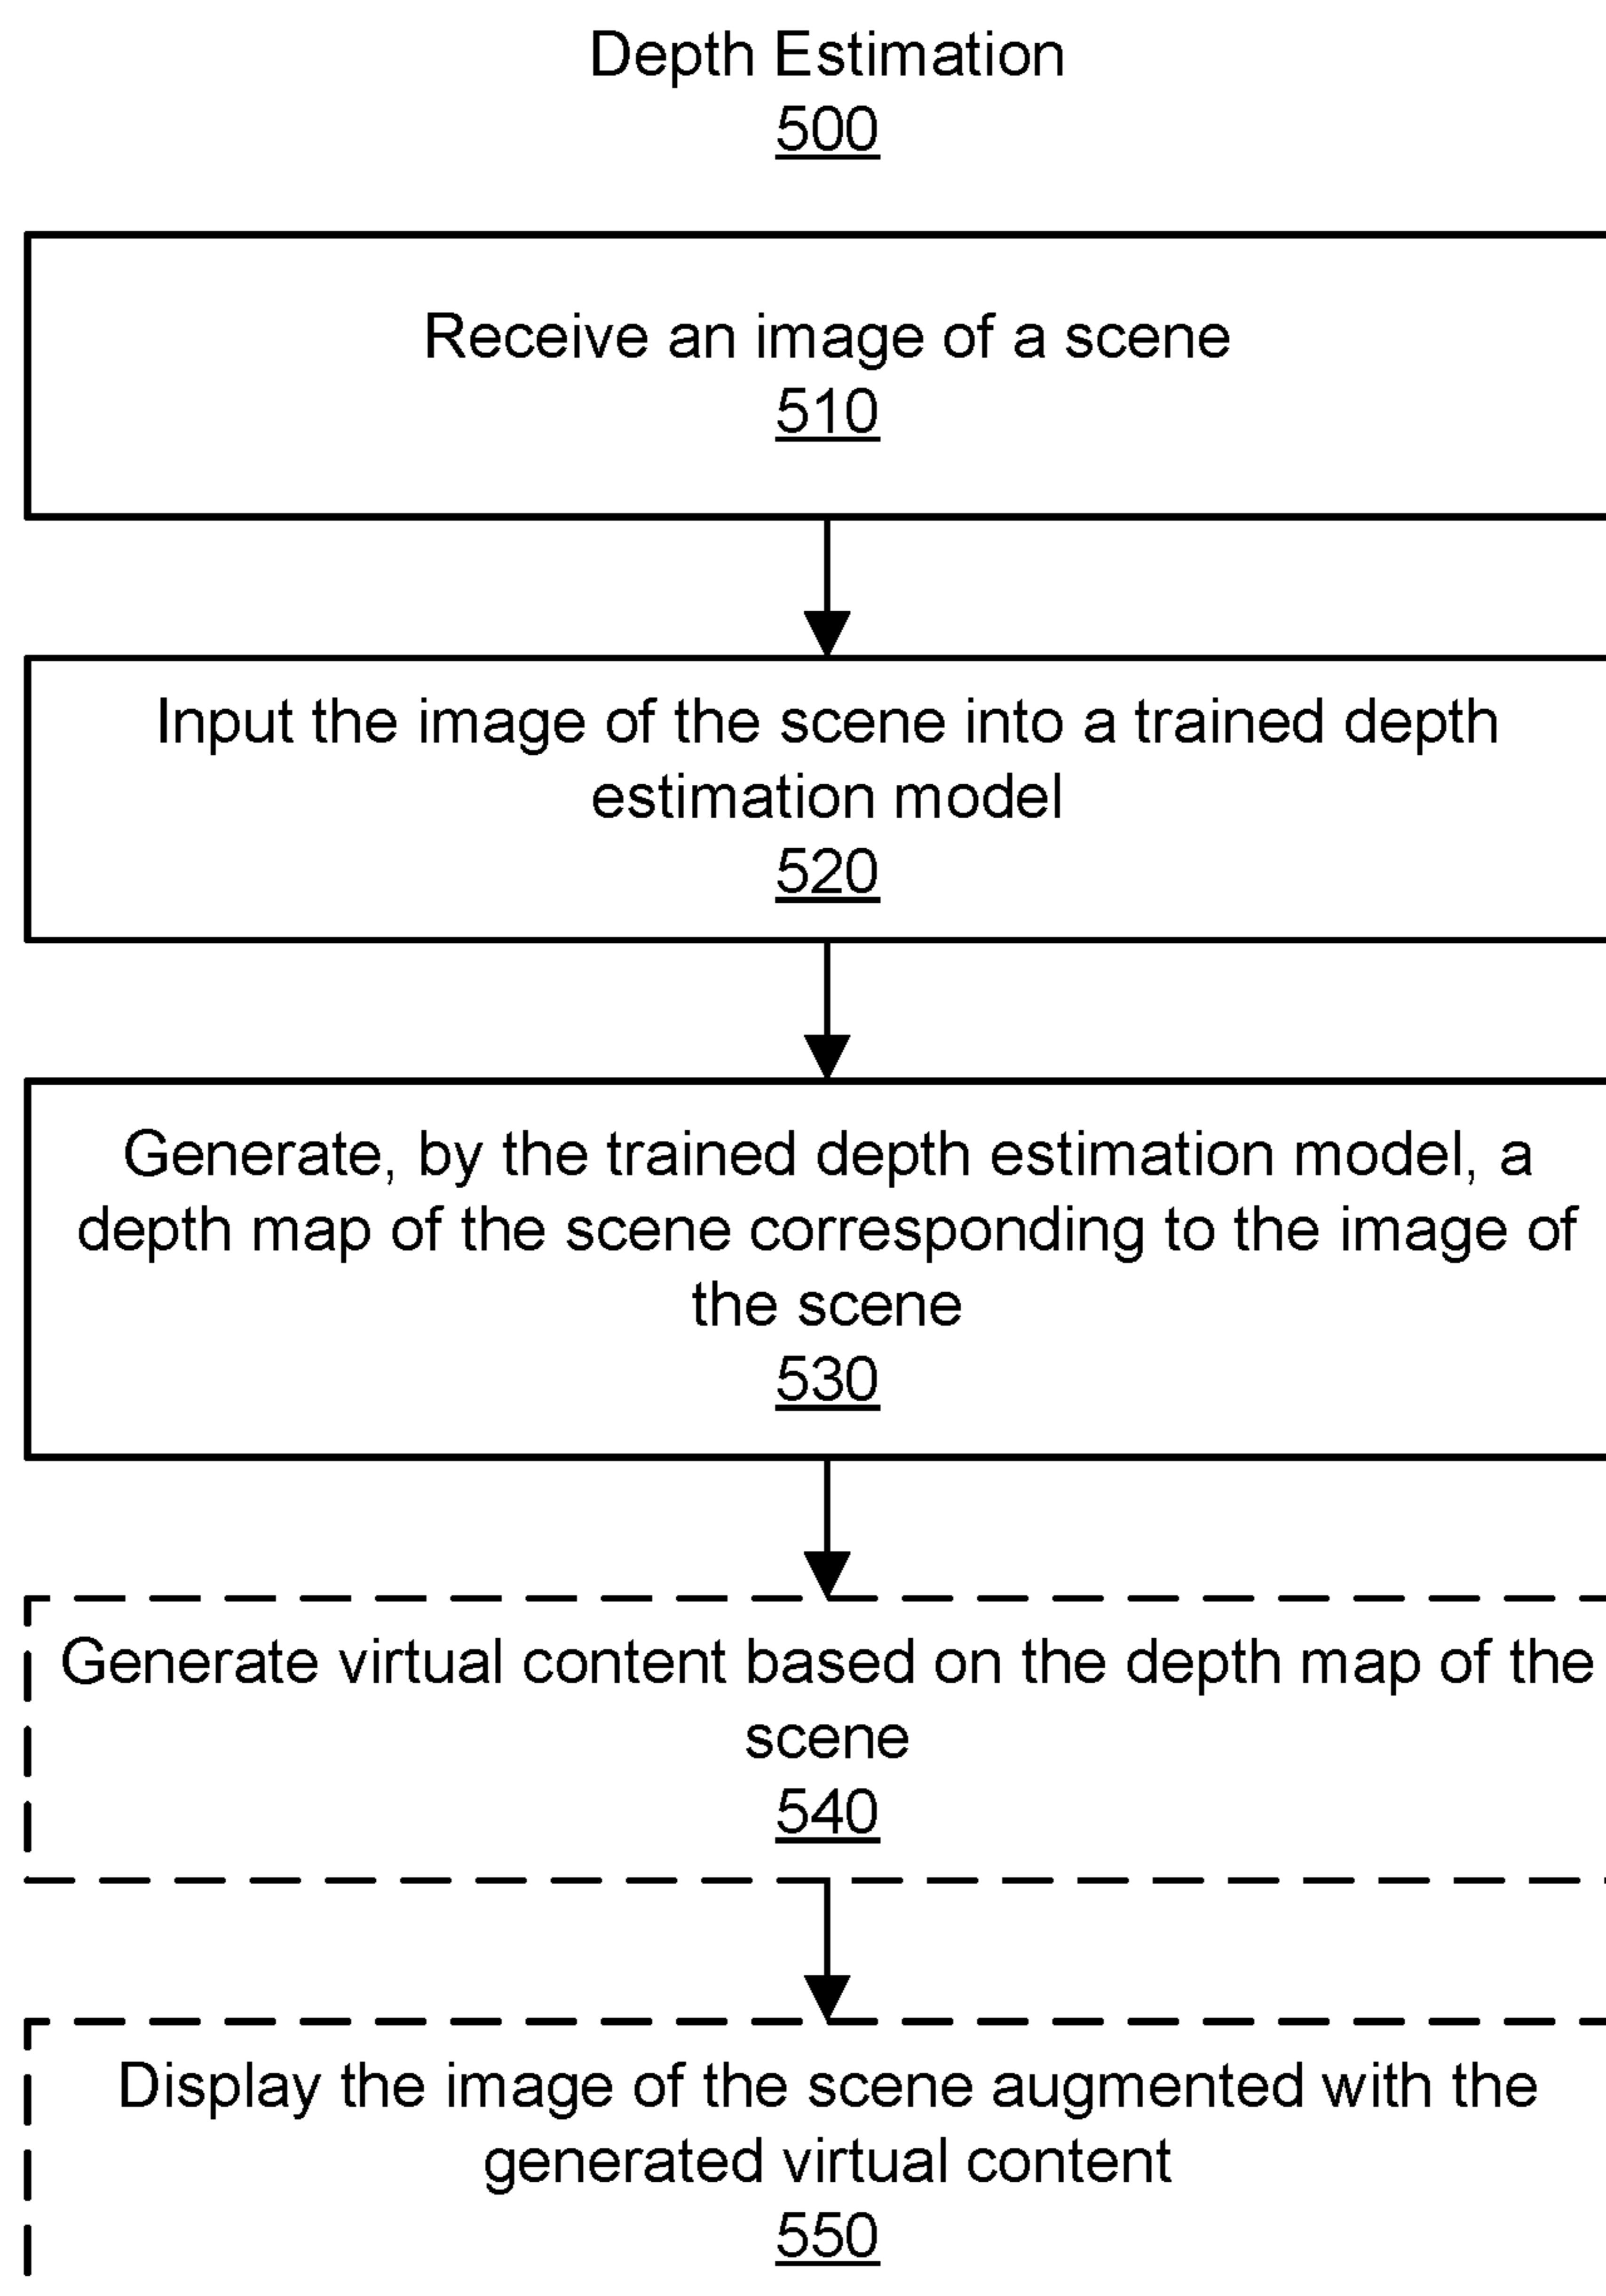 Depth Estimation
500
Receive an image of a scene
510
Input the image of the scene into a trained depth
estimation model
520
Generate, by the trained depth estimation model, a
depth map of the scene corresponding to the image of
the scene
530
Generate virtual content based on the depth map of the
scene
540
Display the image of the scene augmented with the
generated virtual content
550